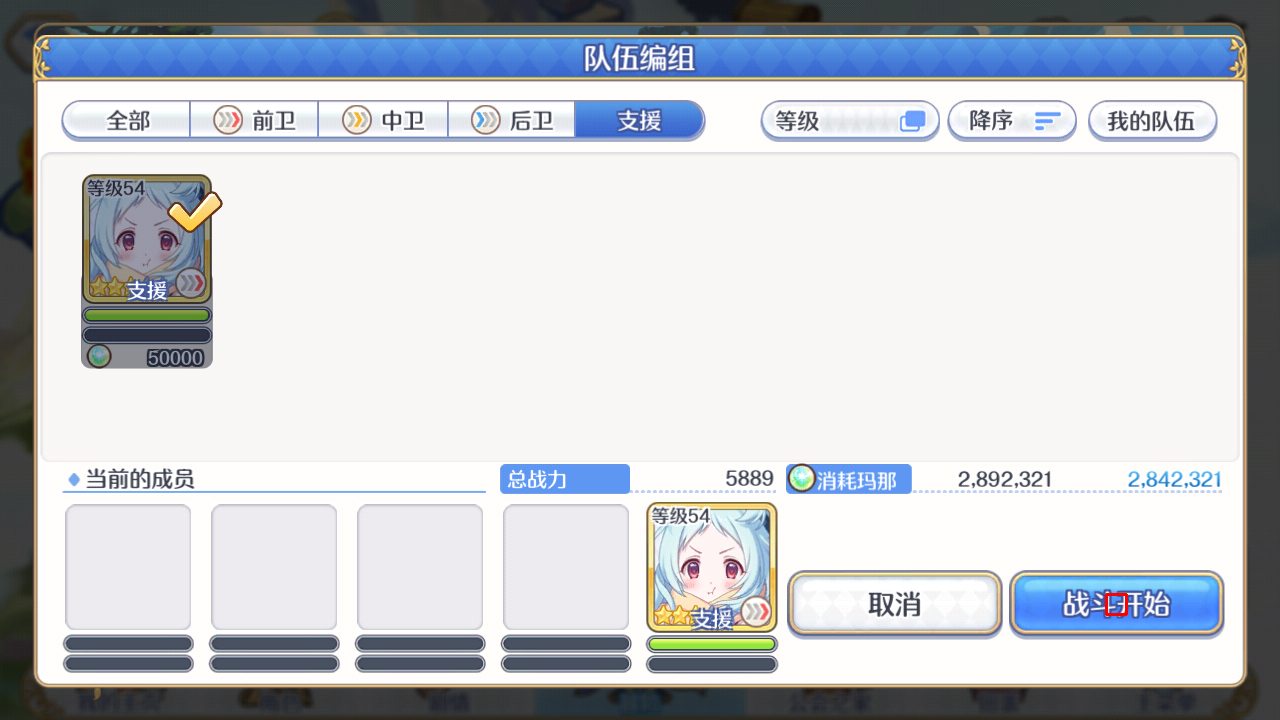 队伍编组
全部 前卫 中卫 后卫 支援 等级 降序 我的队伍
等级54
支援
50000
当前的成员 总战力 5889 消耗玛那 2,892,321 2,842,321
等级54
支援
取消 战斗开始